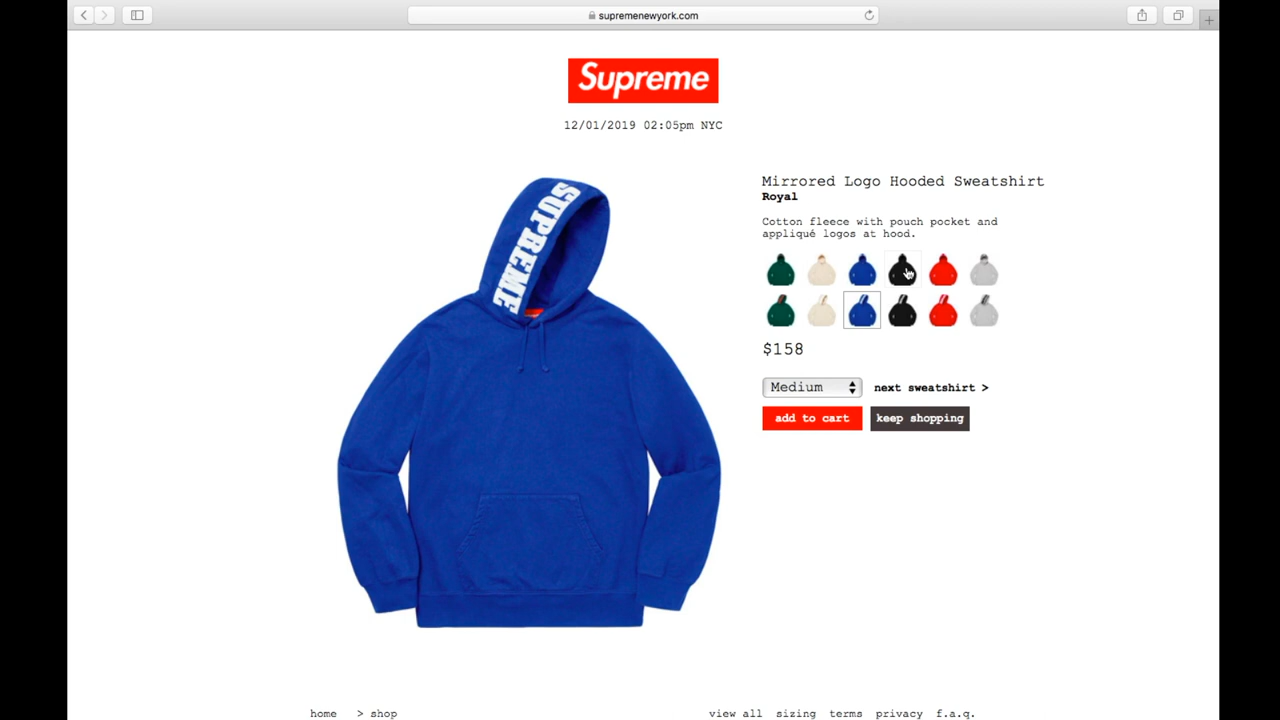 supremenewyork.com
Supreme
12/01/2019 02:05pm NYC
SUPREME
Mirrored Logo Hooded Sweatshirt
Royal
Cotton fleece with pouch pocket and
appliqué logos at hood.
$158
Medium next sweatshirt >
add to cart keep shopping
home > shop view all sizing terms privacy f.a.q.